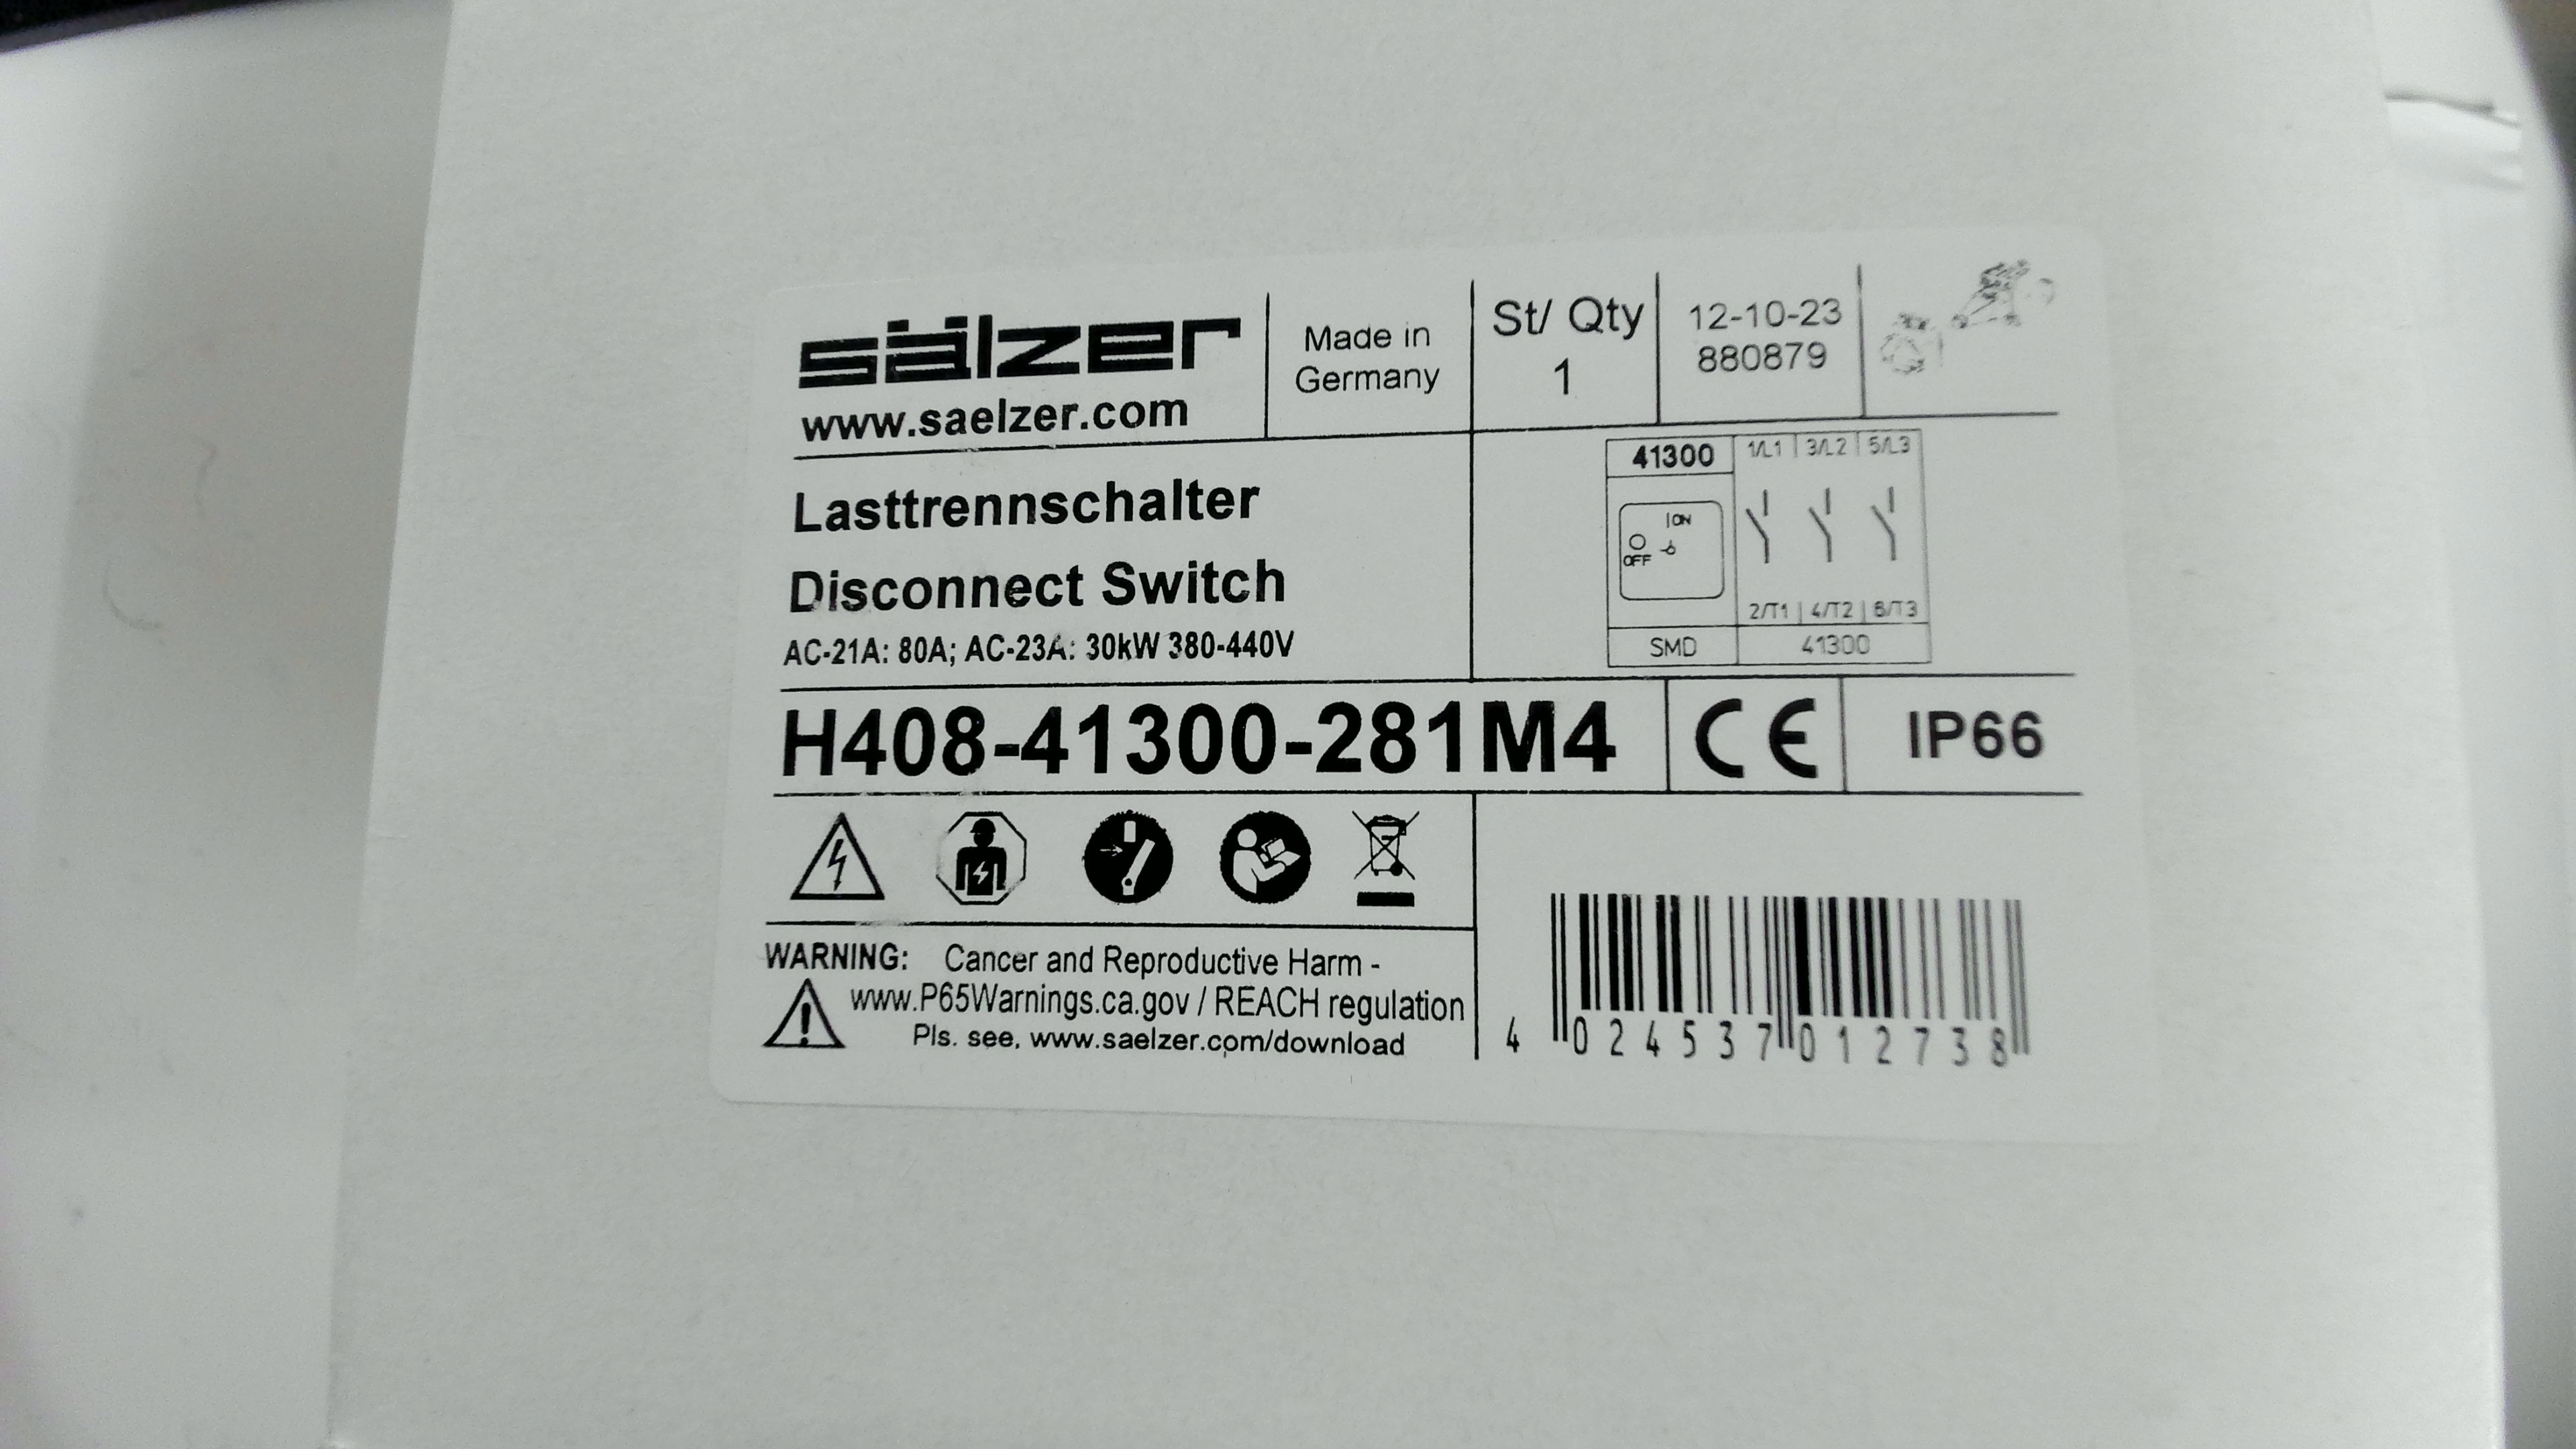 sälzer
www.saelzer.com
Made in
Germany
St/ Qty
1
12-10-23
880879
Lasttrennschalter
Disconnect Switch
AC-21A: 80A; AC-23A: 30kW 380-440V
41300
1/L1 | 3/L2 | 5/L3
I ON
O
OFF
2/T1 | 4/T2 | 6/T3
SMD
41300
H408-41300-281M4
CE
IP66
WARNING: Cancer and Reproductive Harm -
www.P65Warnings.ca.gov / REACH regulation
Pls. see, www.saelzer.com/download
4 024537 012738